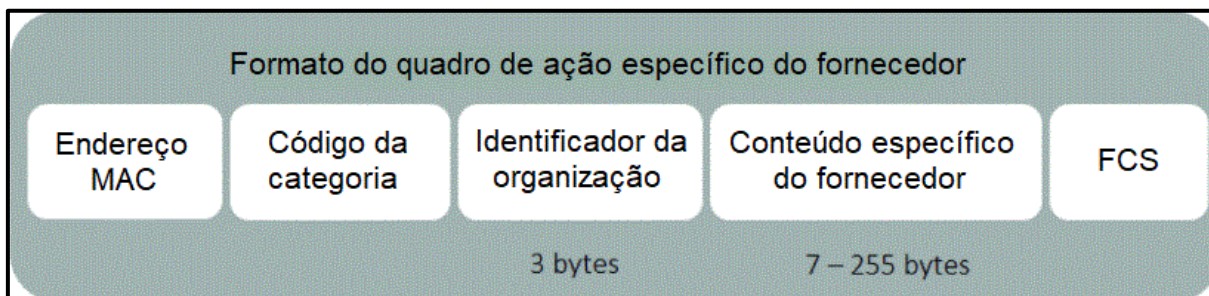 Formato do quadro de ação específico do fornecedor
Endereço
MAC
Código da
categoria
Identificador da
organização
Conteúdo específico
do fornecedor
FCS
3 bytes
7 – 255 bytes